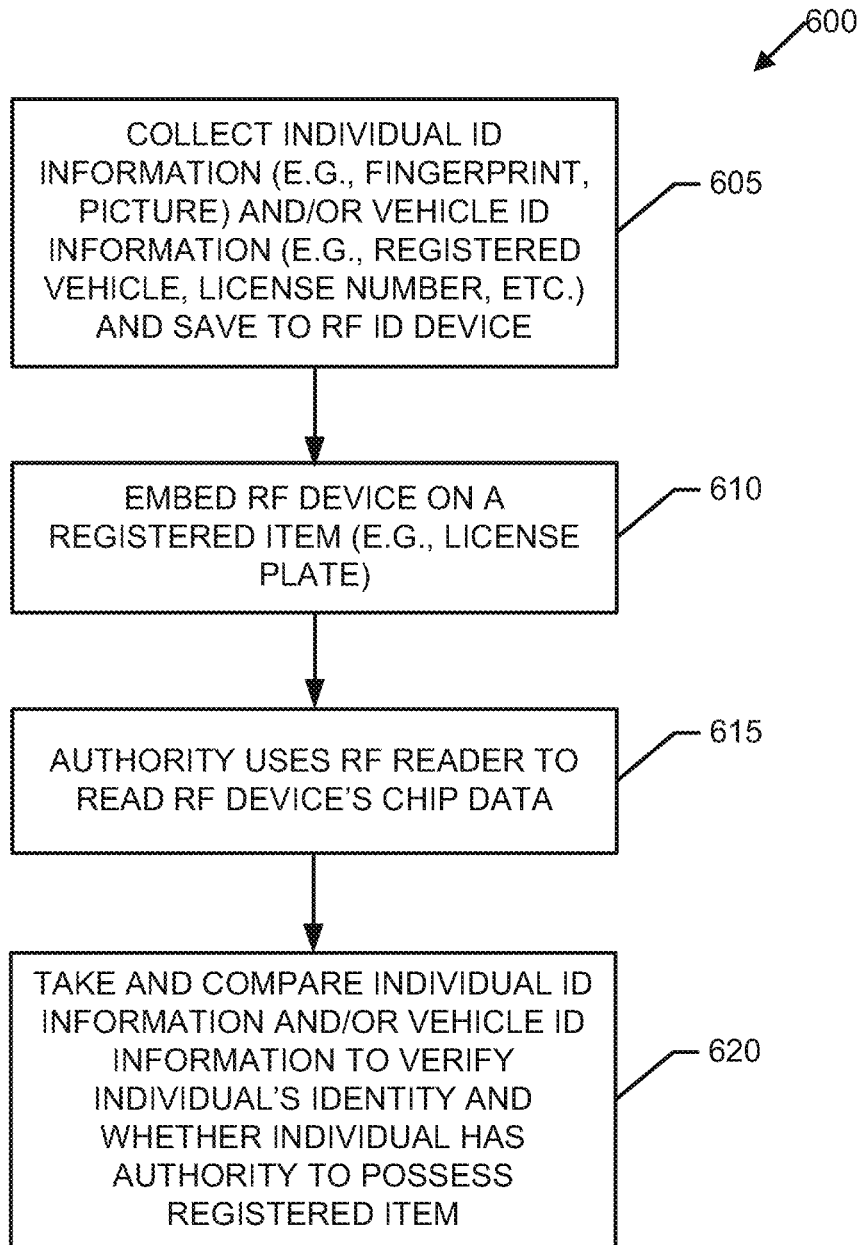 600
COLLECT INDIVIDUAL ID
INFORMATION (E.G., FINGERPRINT,
PICTURE) AND/OR VEHICLE ID
INFORMATION (E.G., REGISTERED
VEHICLE, LICENSE NUMBER, ETC.)
AND SAVE TO RF ID DEVICE
605
EMBED RF DEVICE ON A
REGISTERED ITEM (E.G., LICENSE
PLATE)
610
AUTHORITY USES RF READER TO
READ RF DEVICE'S CHIP DATA
615
TAKE AND COMPARE INDIVIDUAL ID
INFORMATION AND/OR VEHICLE ID
INFORMATION TO VERIFY
INDIVIDUAL'S IDENTITY AND
WHETHER INDIVIDUAL HAS
AUTHORITY TO POSSESS
REGISTERED ITEM
620